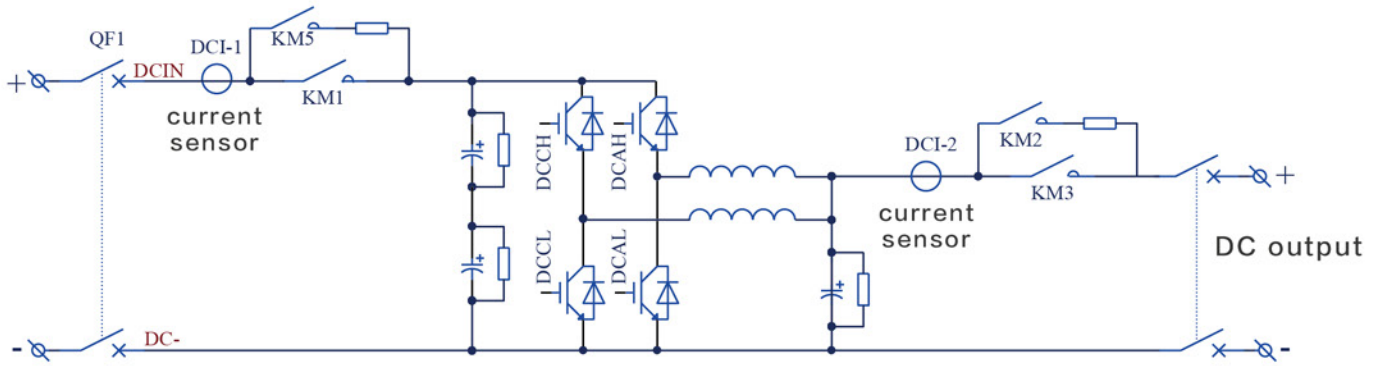 QF1
DCI-1
KM5
+
DCIN
KM1
current
sensor
DCCH
DCAH
DCI-2
KM2
KM3
+
current
sensor
DC output
DCCL
DCAL
+
+
+
-
DC-
-